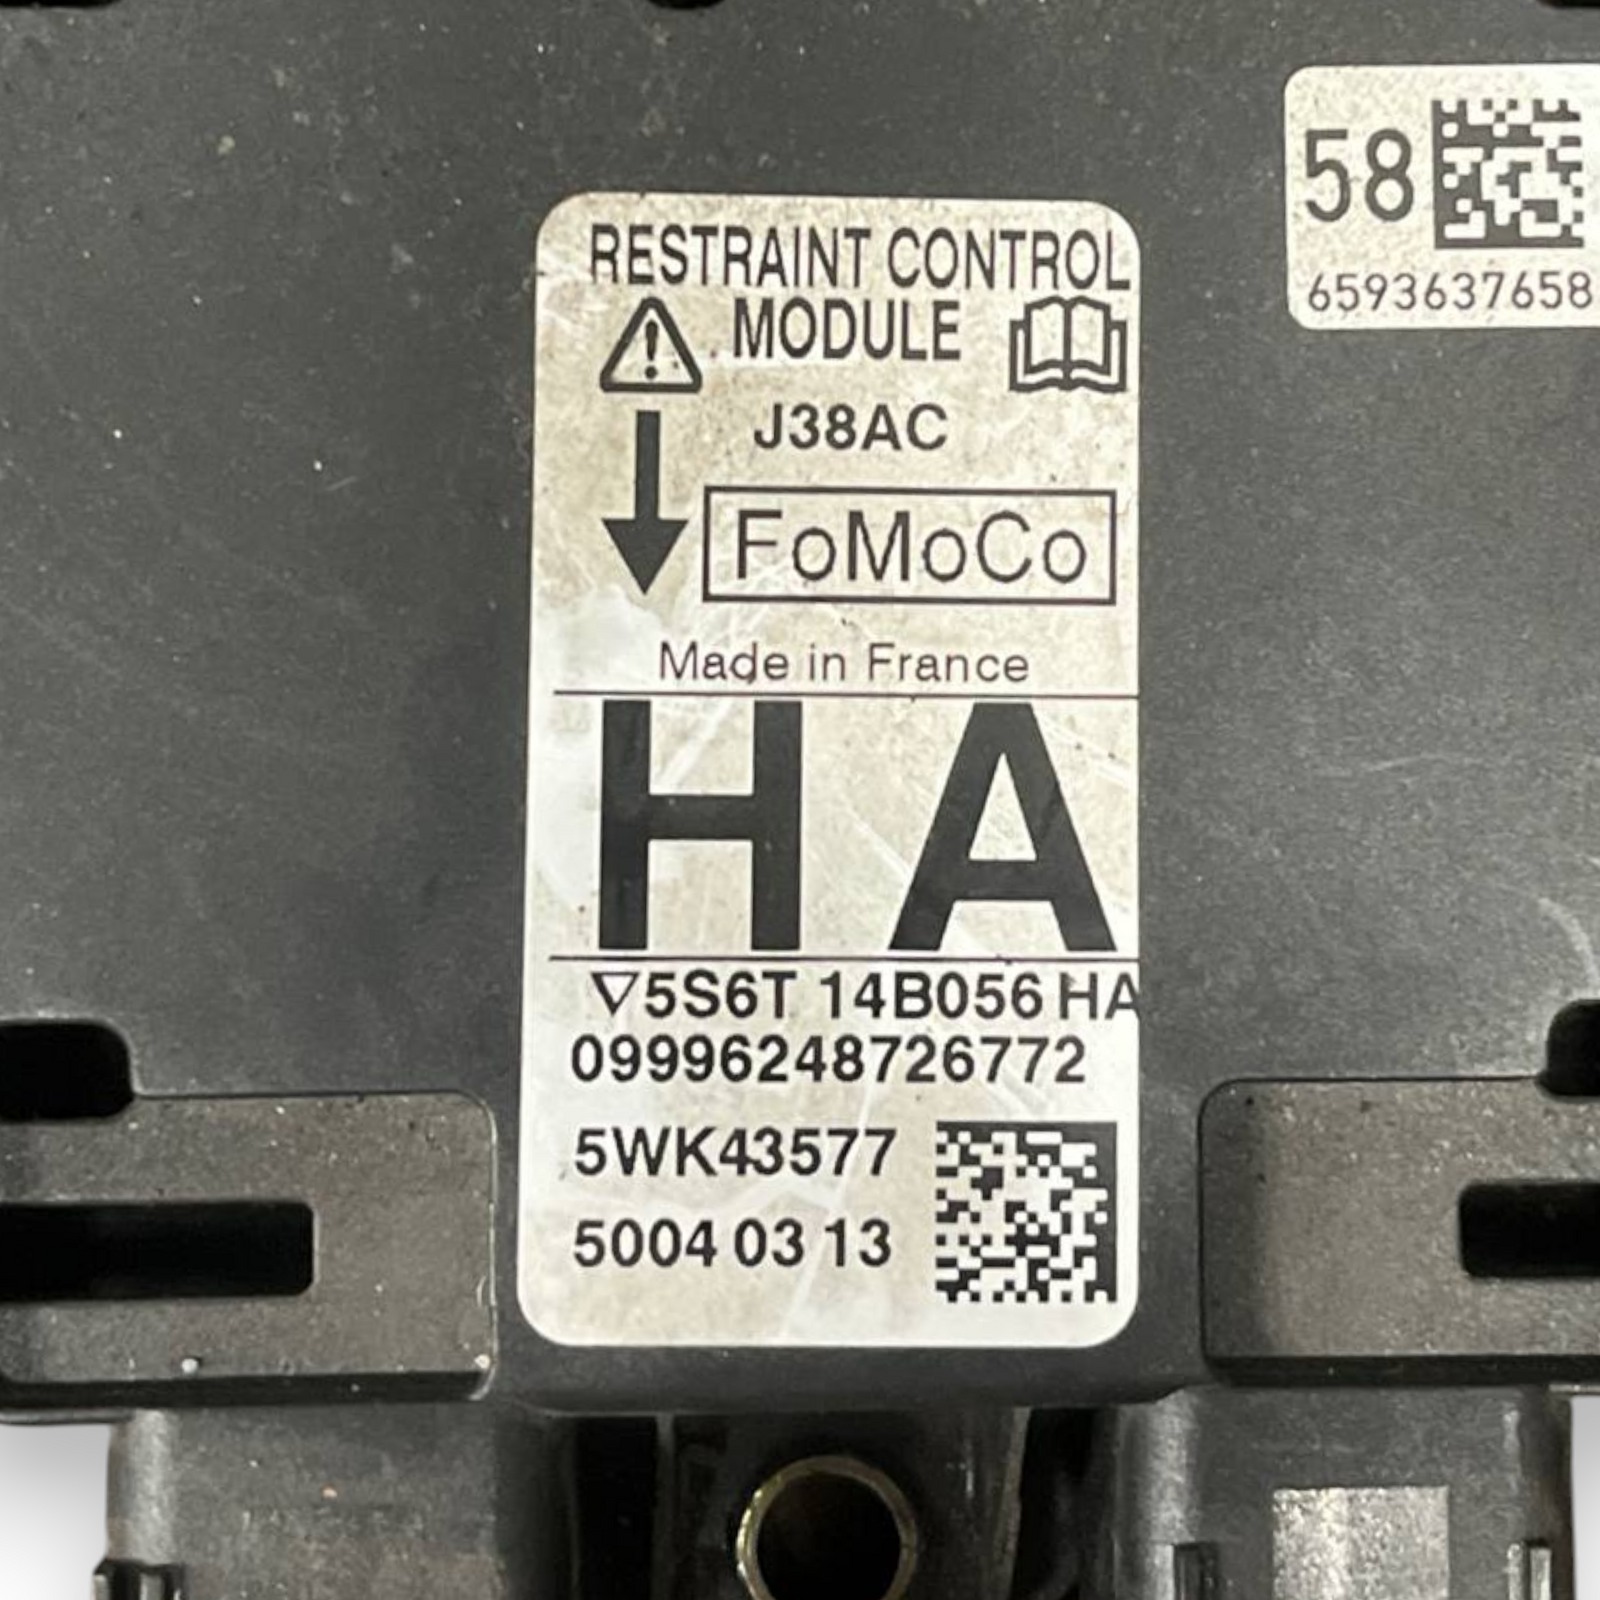 58
6593637658
RESTRAINT CONTROL
MODULE
J38AC
FoMoCo
Made in France
HA
▽5S6T 14B056 HA
09996248726772
5WK43577
5004 03 13